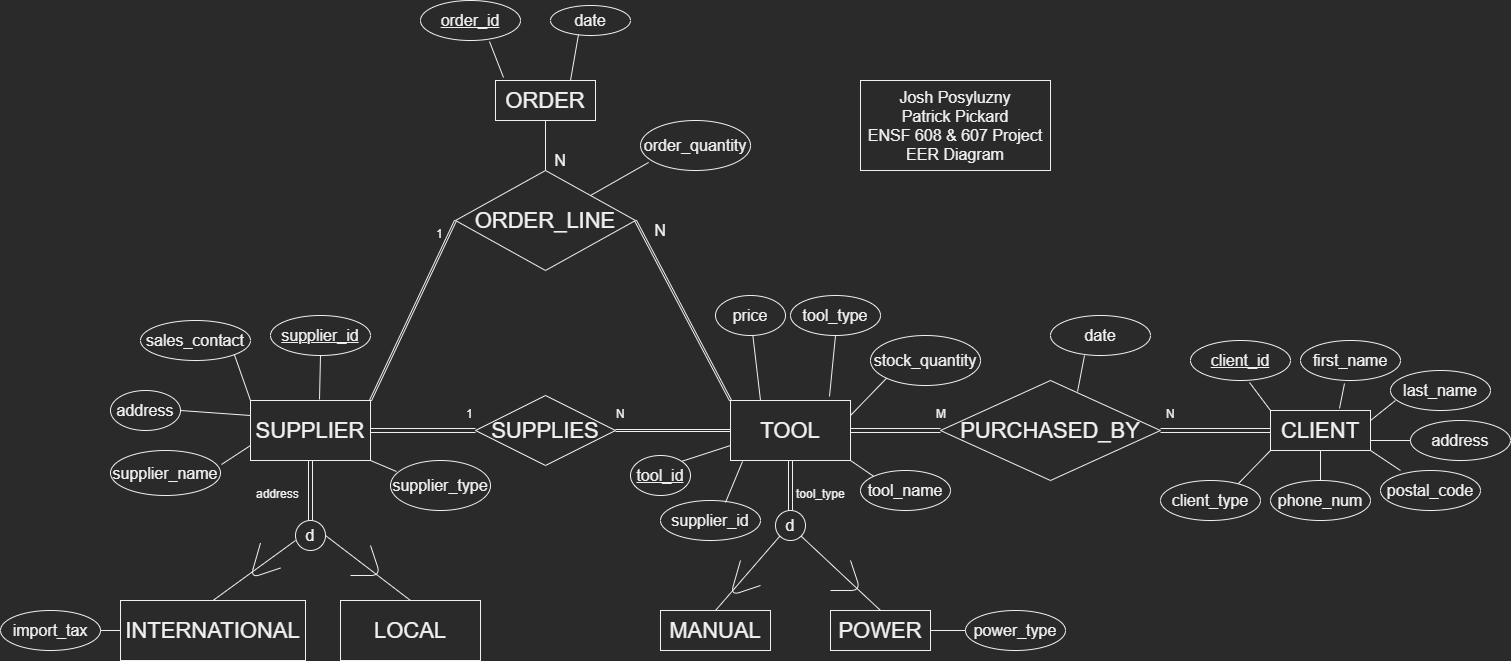 order_id
date
ORDER
Josh Posyluzny
Patrick Pickard
ENSF 608 & 607 Project
EER Diagram
N
order_quantity
ORDER_LINE
1
N
sales_contact
supplier_id
price
tool_type
stock_quantity
date
client_id
first_name
last_name
address
SUPPLIER
1
SUPPLIES
N
TOOL
M
PURCHASED_BY
N
CLIENT
address
supplier_name
supplier_type
tool_id
tool_name
supplier_id
client_type
phone_num
postal_code
address
tool_type
d
d
import_tax
INTERNATIONAL
LOCAL
MANUAL
POWER
power_type